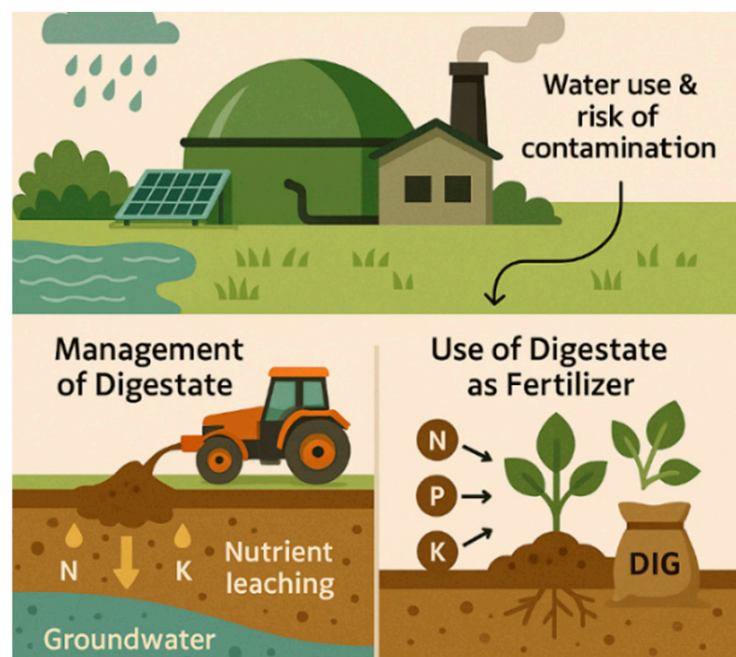 Water use &
risk of
contamination
Management
of Digestate
N
K
Nutrient
leaching
Groundwater
Use of Digestate
as Fertilizer
N
P
K
DIG